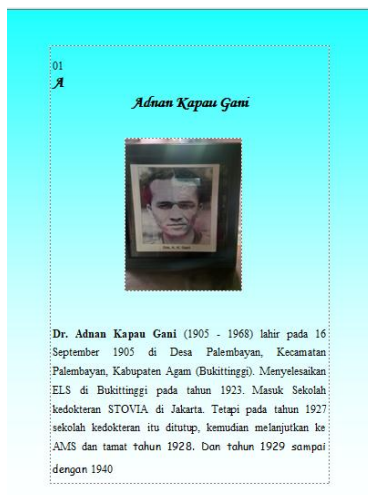 01
A
Adnan Kapau Gani
Dr. Adnan Kapau Gani (1905 - 1968) lahir pada 16
September 1905 di Desa Palembayan, Kecamatan
Palembayan, Kabupaten Agam (Bukittinggi). Menyelesaikan
ELS di Bukittinggi pada tahun 1923. Masuk Sekolah
kedokteran STOVIA di Jakarta. Tetapi pada tahun 1927
sekolah kedokteran itu ditutup, kemudian melanjutkan ke
AMS dan tamat tahun 1928. Dan tahun 1929 sampai
dengan 1940